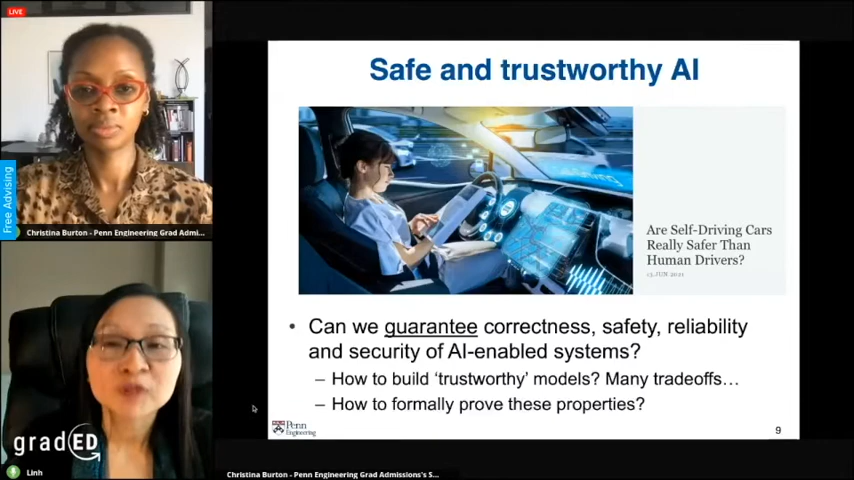 LIVE
Free Advising
Christina Burton - Penn Engineering Grad Admi...
gradED
Linh
Safe and trustworthy AI
Are Self-Driving Cars
Really Safer Than
Human Drivers?
13 JUN 2021
• Can we guarantee correctness, safety, reliability
and security of AI-enabled systems?
– How to build ‘trustworthy’ models? Many tradeoffs…
– How to formally prove these properties?
Penn
Engineering
9
Christina Burton - Penn Engineering Grad Admissions's S...